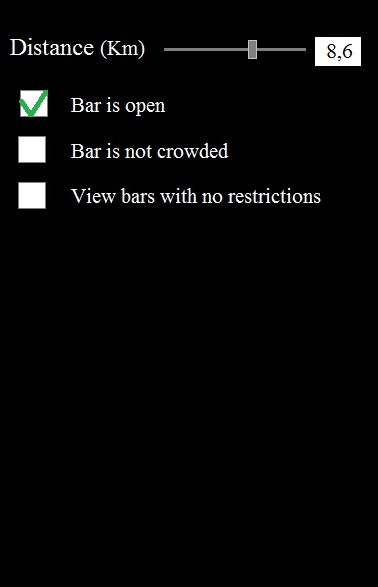 Distance (Km) 8,6
Bar is open
Bar is not crowded
View bars with no restrictions